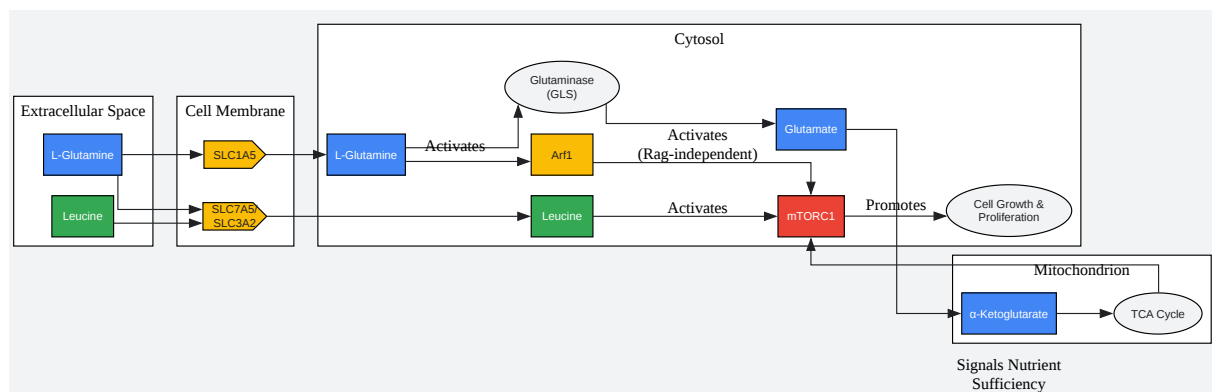 Cytosol
Extracellular Space
Cell Membrane
Glutaminase
(GLS)
L-Glutamine
SLC1A5
L-Glutamine
Activates
Arf1
Activates
(Rag-independent)
Glutamate
Leucine
SLC7A5/
SLC3A2
Leucine
Activates
mTORC1
Promotes
Cell Growth &
Proliferation
Mitochondrion
α-Ketoglutarate
TCA Cycle
Signals Nutrient
Sufficiency